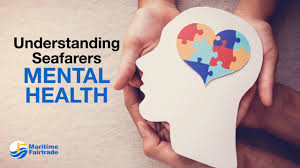 Understanding
Seafarers
MENTAL
HEALTH
Maritime
Fairtrade